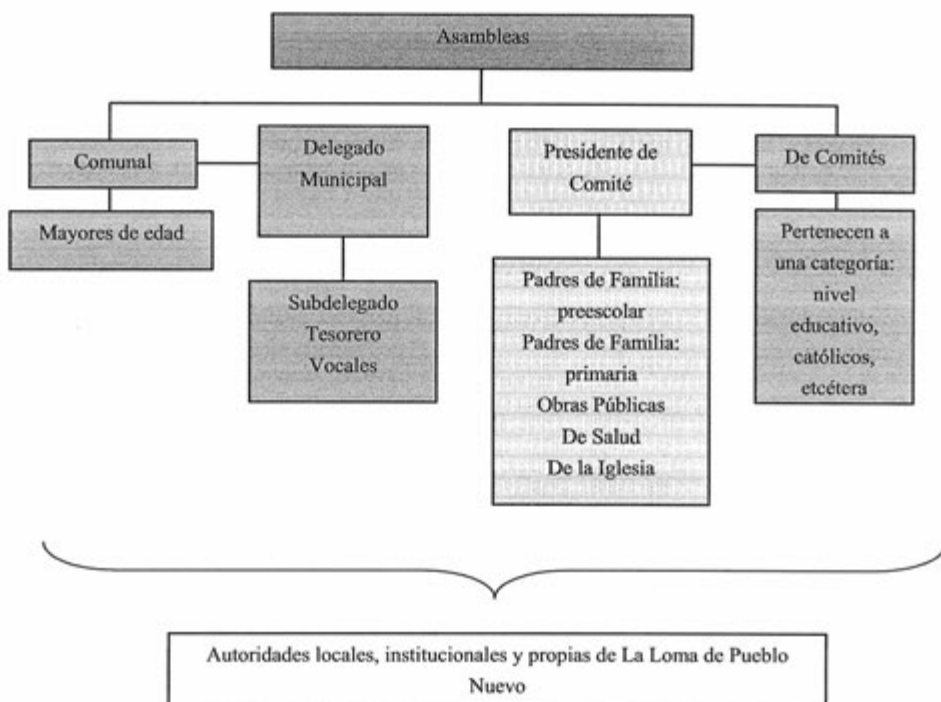 Asambleas
Comunal
Mayores de edad
Delegado
Municipal
Subdelegado
Tesorero
Vocales
Presidente de
Comité
Padres de Familia:
preescolar
Padres de Familia:
primaria
Obras Públicas
De Salud
De la Iglesia
De Comités
Pertenecen a
una categoría:
nivel
educativo,
católicos,
etcétera
Autoridades locales, institucionales y propias de La Loma de Pueblo
Nuevo